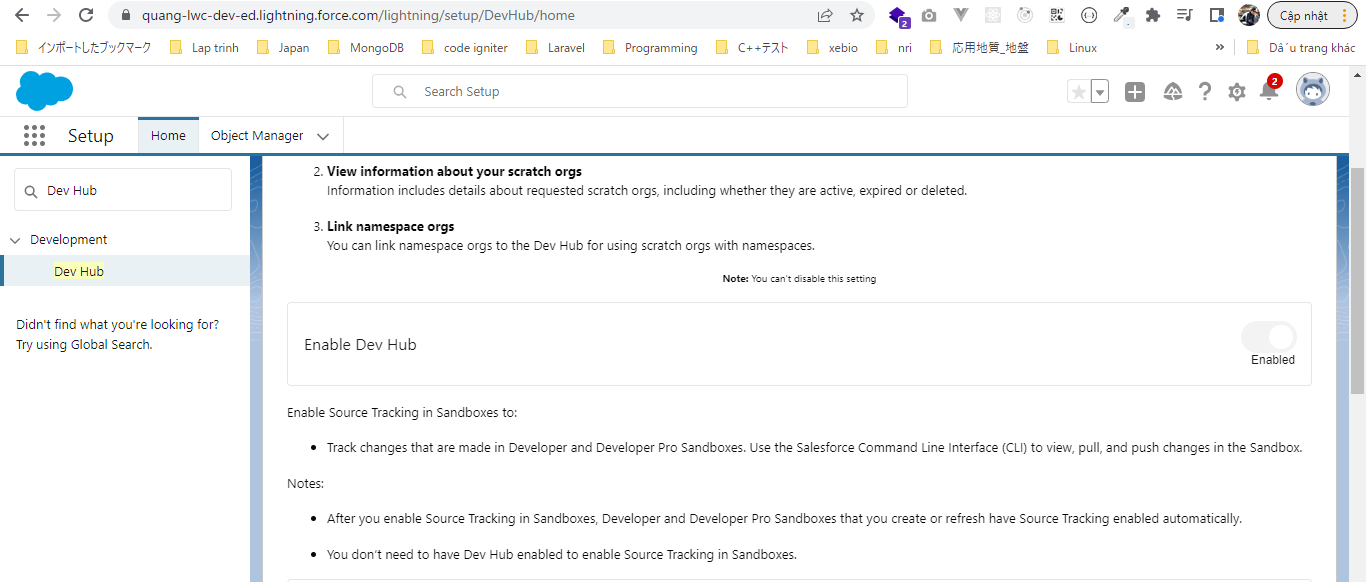 quang-lwc-dev-ed.lightning.force.com/lightning/setup/DevHub/home
2
Cập nhật
インポートしたブックマーク Lap trinh Japan MongoDB code igniter Laravel Programming C++テスト xebio nri 応用地質_地盤 Linux » Dấu trang khác
Search Setup
2
Setup Home Object Manager
Dev Hub
Development
Dev Hub
Didn't find what you're looking for?
Try using Global Search.
2. View information about your scratch orgs
Information includes details about requested scratch orgs, including whether they are active, expired or deleted.
3. Link namespace orgs
You can link namespace orgs to the Dev Hub for using scratch orgs with namespaces.
Note: You can't disable this setting
Enable Dev Hub
Enabled
Enable Source Tracking in Sandboxes to:
• Track changes that are made in Developer and Developer Pro Sandboxes. Use the Salesforce Command Line Interface (CLI) to view, pull, and push changes in the Sandbox.
Notes:
• After you enable Source Tracking in Sandboxes, Developer and Developer Pro Sandboxes that you create or refresh have Source Tracking enabled automatically.
• You don't need to have Dev Hub enabled to enable Source Tracking in Sandboxes.